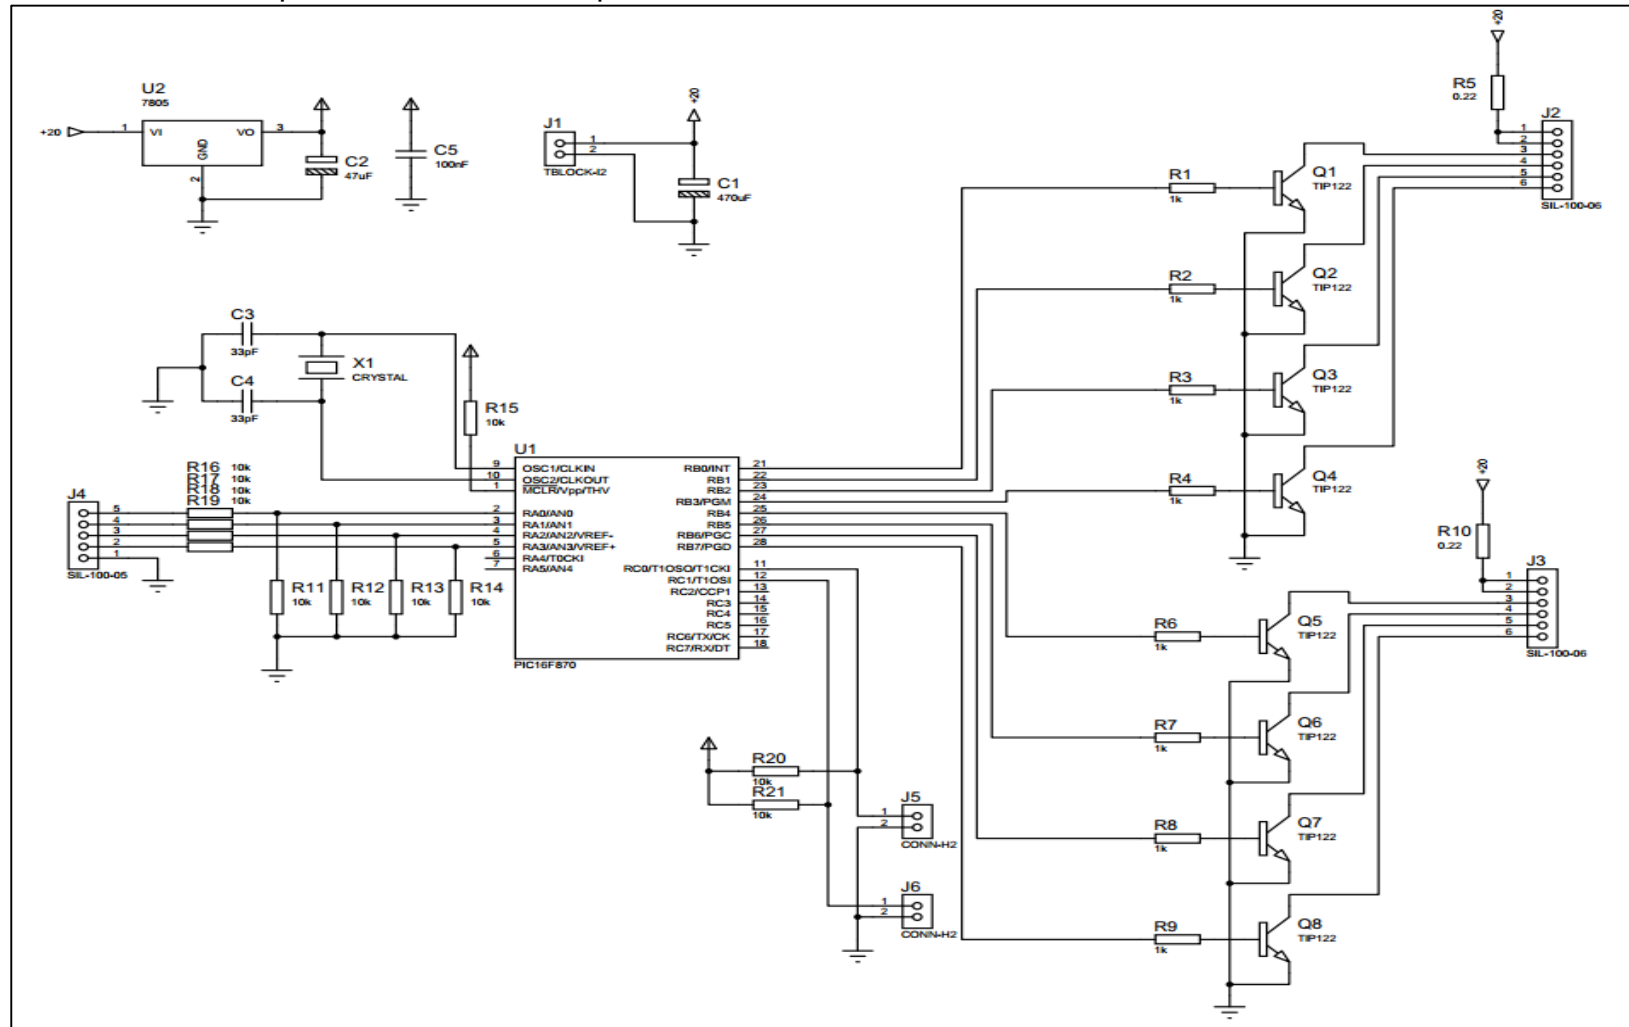 U2
7805
+20
1
VI
VO
3
GND
2
C2
47uF
C5
100nF
J1
1
2
TBLOCK-I2
+20
C1
470uF
+20
R5
0.22
J2
1
2
3
4
5
6
SIL-100-06
R1
1k
Q1
TIP122
R2
1k
Q2
TIP122
R3
1k
Q3
TIP122
R4
1k
Q4
TIP122
C3
33pF
X1
CRYSTAL
C4
33pF
R15
10k
U1
9 OSC1/CLKIN
10 OSC2/CLKOUT
1 MCLR/Vpp/THV
2 RA0/AN0
3 RA1/AN1
4 RA2/AN2/VREF-
5 RA3/AN3/VREF+
6 RA4/T0CKI
7 RA5/AN4
RB0/INT 21
RB1 22
RB2 23
RB3/PGM 24
RB4 25
RB5 26
RB6/PGC 27
RB7/PGD 28
RC0/T1OSO/T1CKI 11
RC1/T1OSI 12
RC2/CCP1 13
RC3 14
RC4 15
RC5 16
RC6/TX/CK 17
RC7/RX/DT 18
PIC16F870
R16 10k
R17 10k
R18 10k
R19 10k
J4
5
4
3
2
1
SIL-100-05
R11
10k
R12
10k
R13
10k
R14
10k
+20
R10
0.22
J3
1
2
3
4
5
6
SIL-100-06
R6
1k
Q5
TIP122
R7
1k
Q6
TIP122
R8
1k
Q7
TIP122
R9
1k
Q8
TIP122
R20
10k
R21
10k
J5
1
2
CONN-H2
J6
1
2
CONN-H2